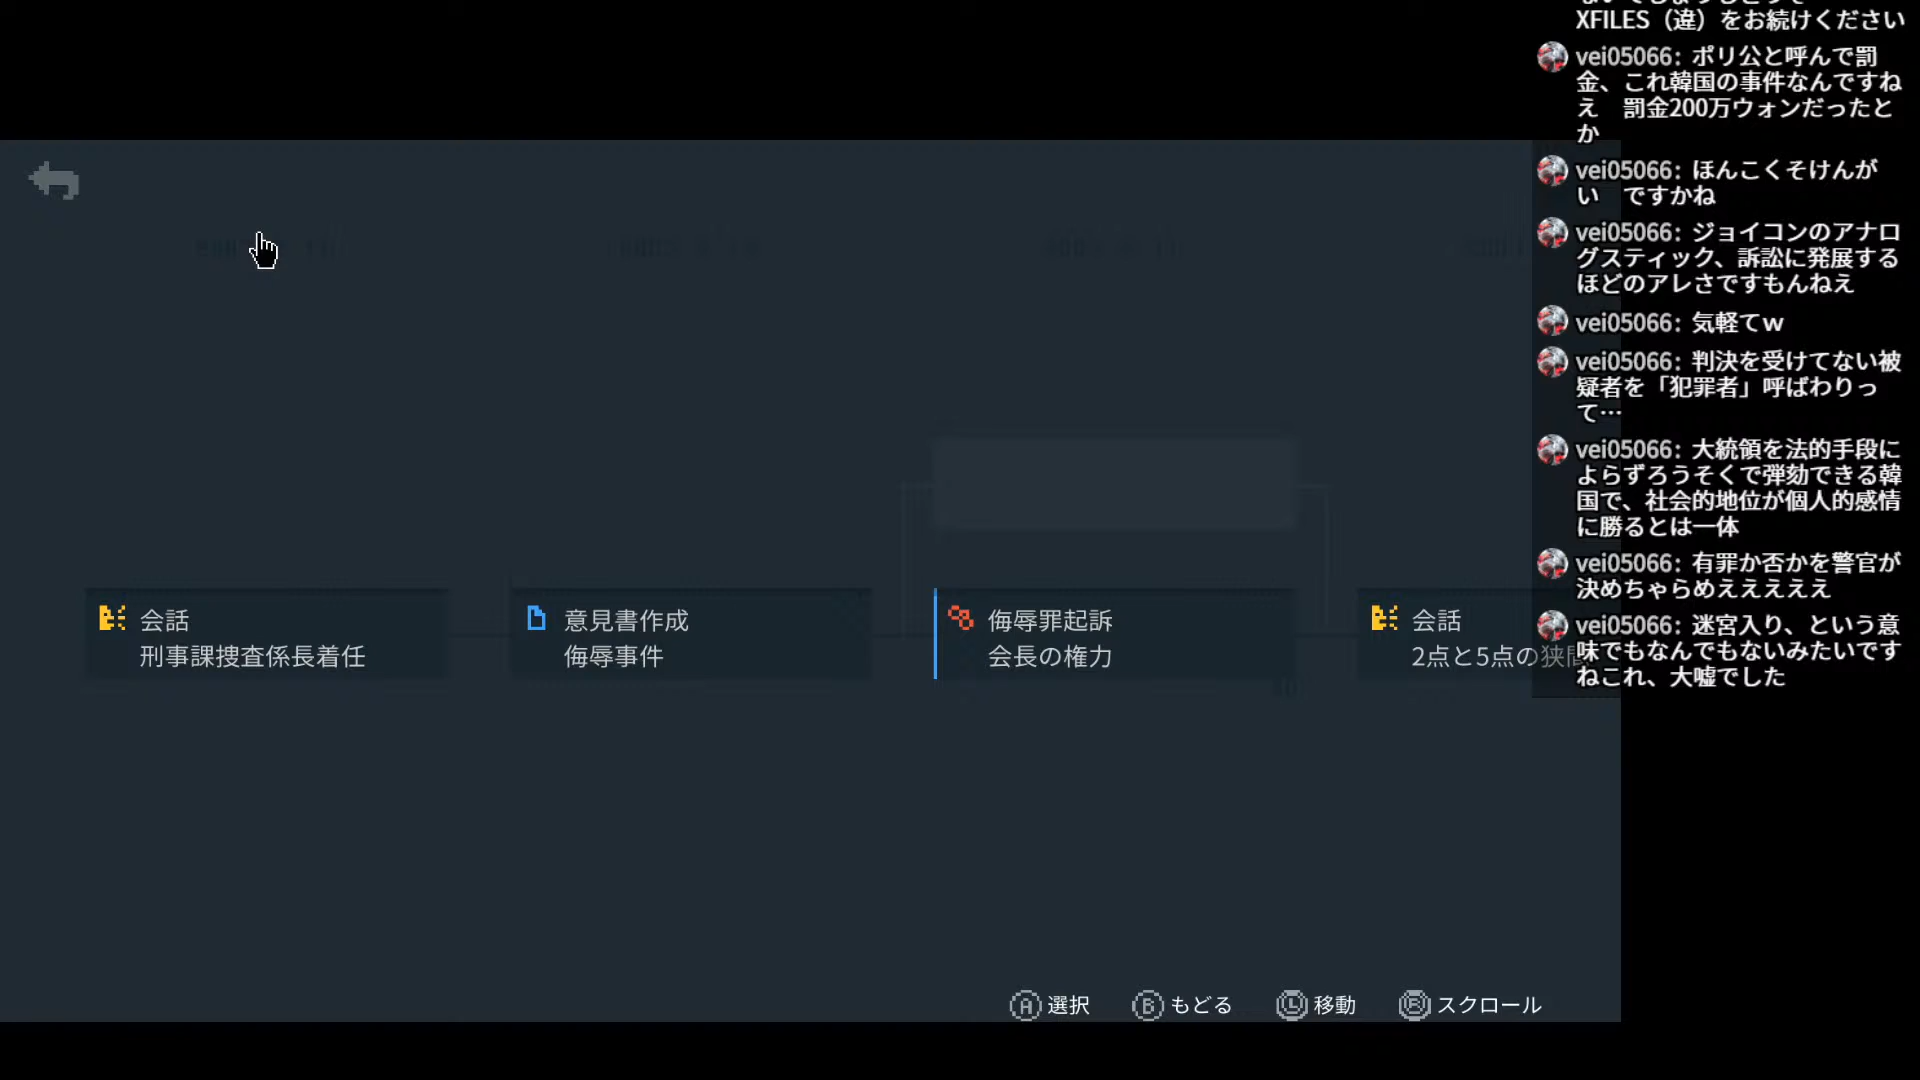 会話
刑事課捜査係長着任
意見書作成
侮辱事件
侮辱罪起訴
会長の権力
会話
2点と5点の狭間
A 選択
B もどる
L 移動
R スクロール
XFILES（違）をお続けください
vei05066: ポリ公と呼んで罰
金、これ韓国の事件なんですね
え　罰金200万ウォンだったと
か
vei05066: ほんこくそけんが
い　ですかね
vei05066: ジョイコンのアナロ
グスティック、訴訟に発展する
ほどのアレさですもんねえ
vei05066: 気軽てｗ
vei05066: 判決を受けてない被
疑者を「犯罪者」呼ばわりっ
て…
vei05066: 大統領を法的手段に
よらずろうそくで弾劾できる韓
国で、社会的地位が個人的感情
に勝るとは一体
vei05066: 有罪か否かを警官が
決めちゃらめえええええ
vei05066: 迷宮入り、という意
味でもなんでもないみたいです
ねこれ、大嘘でした